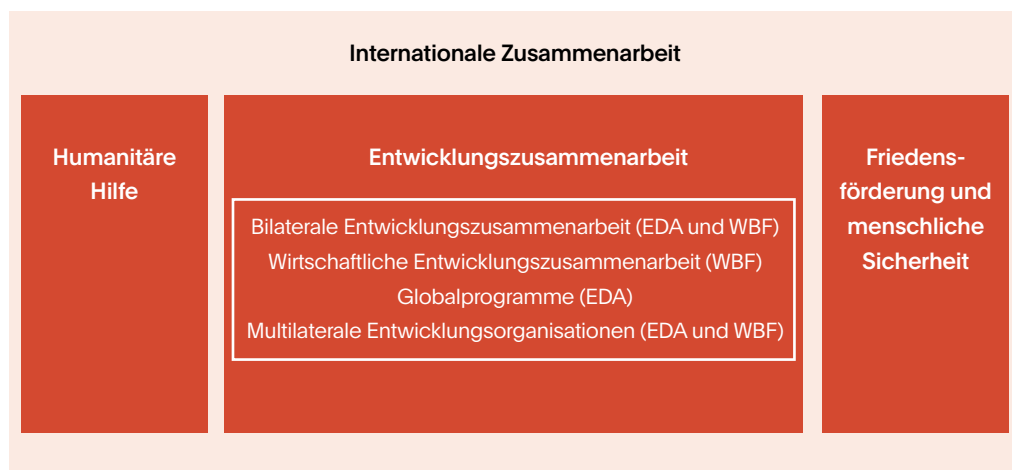 Internationale Zusammenarbeit
Humanitäre
Hilfe
Entwicklungszusammenarbeit
Bilaterale Entwicklungszusammenarbeit (EDA und WBF)
Wirtschaftliche Entwicklungszusammenarbeit (WBF)
Globalprogramme (EDA)
Multilaterale Entwicklungsorganisationen (EDA und WBF)
Friedens-
förderung und
menschliche
Sicherheit